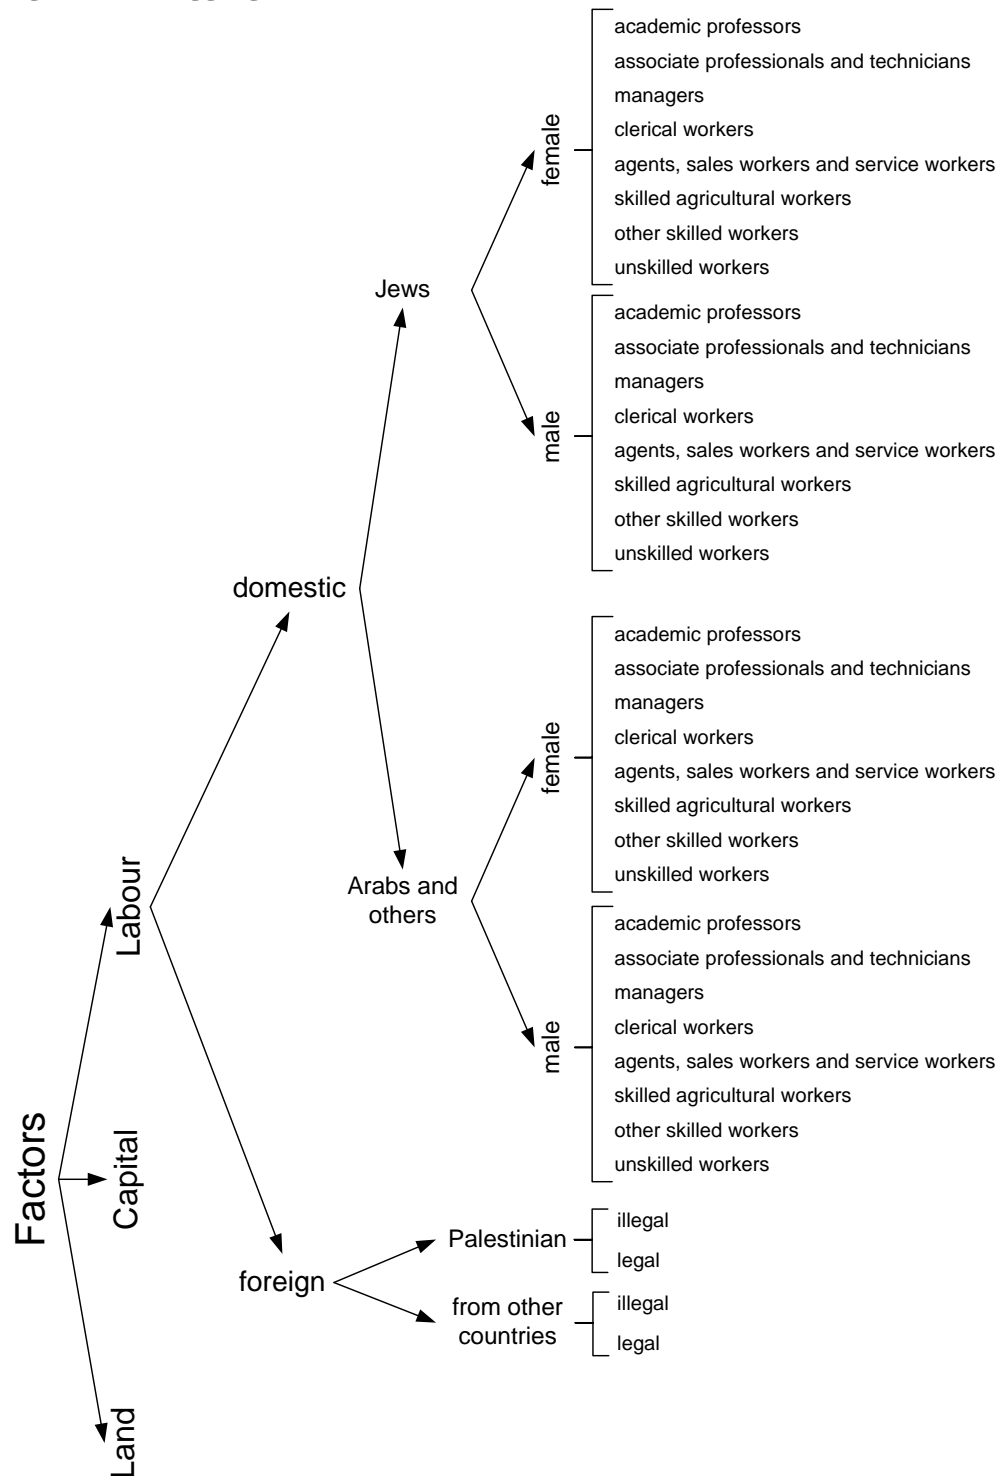 academic professors
associate professionals and technicians
managers
clerical workers
agents, sales workers and service workers
skilled agricultural workers
other skilled workers
unskilled workers
female
Jews
academic professors
associate professionals and technicians
managers
clerical workers
agents, sales workers and service workers
skilled agricultural workers
other skilled workers
unskilled workers
male
domestic
academic professors
associate professionals and technicians
managers
clerical workers
agents, sales workers and service workers
skilled agricultural workers
other skilled workers
unskilled workers
female
Arabs and
others
Labour
academic professors
associate professionals and technicians
managers
clerical workers
agents, sales workers and service workers
skilled agricultural workers
other skilled workers
unskilled workers
male
Factors
Capital
foreign
Palestinian
illegal
legal
from other
countries
illegal
legal
Land